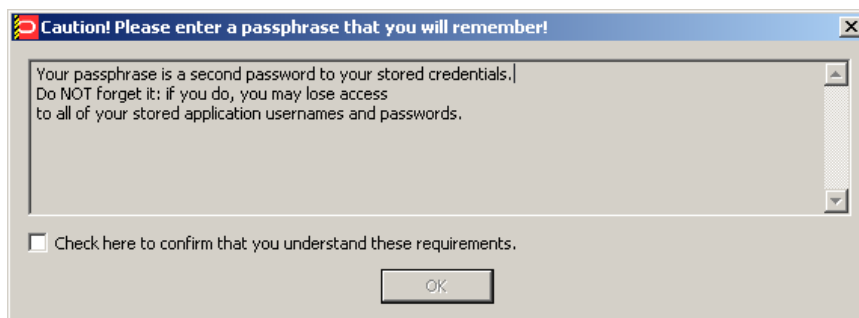 Caution! Please enter a passphrase that you will remember!
Your passphrase is a second password to your stored credentials.
Do NOT forget it: if you do, you may lose access
to all of your stored application usernames and passwords.
Check here to confirm that you understand these requirements.
OK